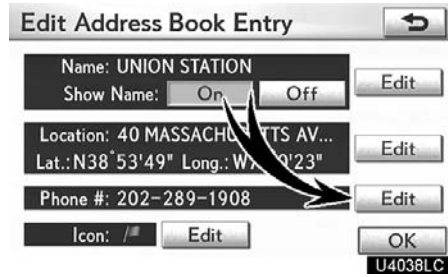 Edit Address Book Entry
Name: UNION STATION
Edit
Show Name: On Off
Location: 40 AV...
Edit
Lat.: N38°53'49" Long.:
Phone #: 202-289-1908 Edit
Icon: Edit
OK
U4038LC